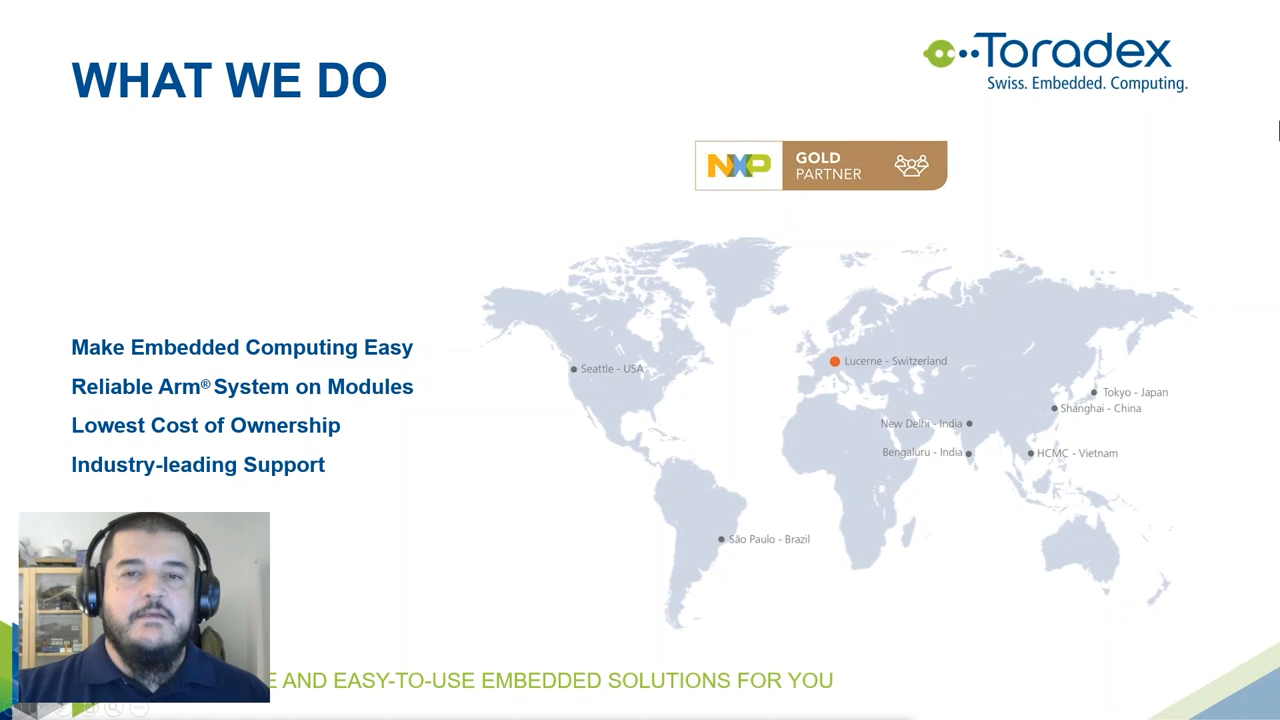 WHAT WE DO
Toradex
Swiss. Embedded. Computing.
NXP
GOLD
PARTNER
Make Embedded Computing Easy
Reliable Arm® System on Modules
Lowest Cost of Ownership
Industry-leading Support
Seattle - USA
Lucerne - Switzerland
Tokyo - Japan
Shanghai - China
New Delhi - India
Bengaluru - India
HCMC - Vietnam
São Paulo - Brazil
E AND EASY-TO-USE EMBEDDED SOLUTIONS FOR YOU